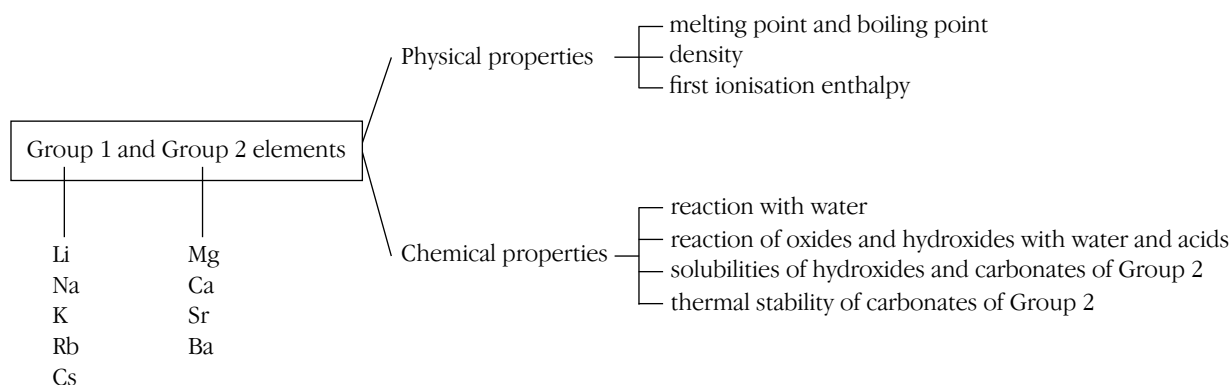 Group 1 and Group 2 elements
Li
Na
K
Rb
Cs
Mg
Ca
Sr
Ba
Physical properties
melting point and boiling point
density
first ionisation enthalpy
Chemical properties
reaction with water
reaction of oxides and hydroxides with water and acids
solubilities of hydroxides and carbonates of Group 2
thermal stability of carbonates of Group 2